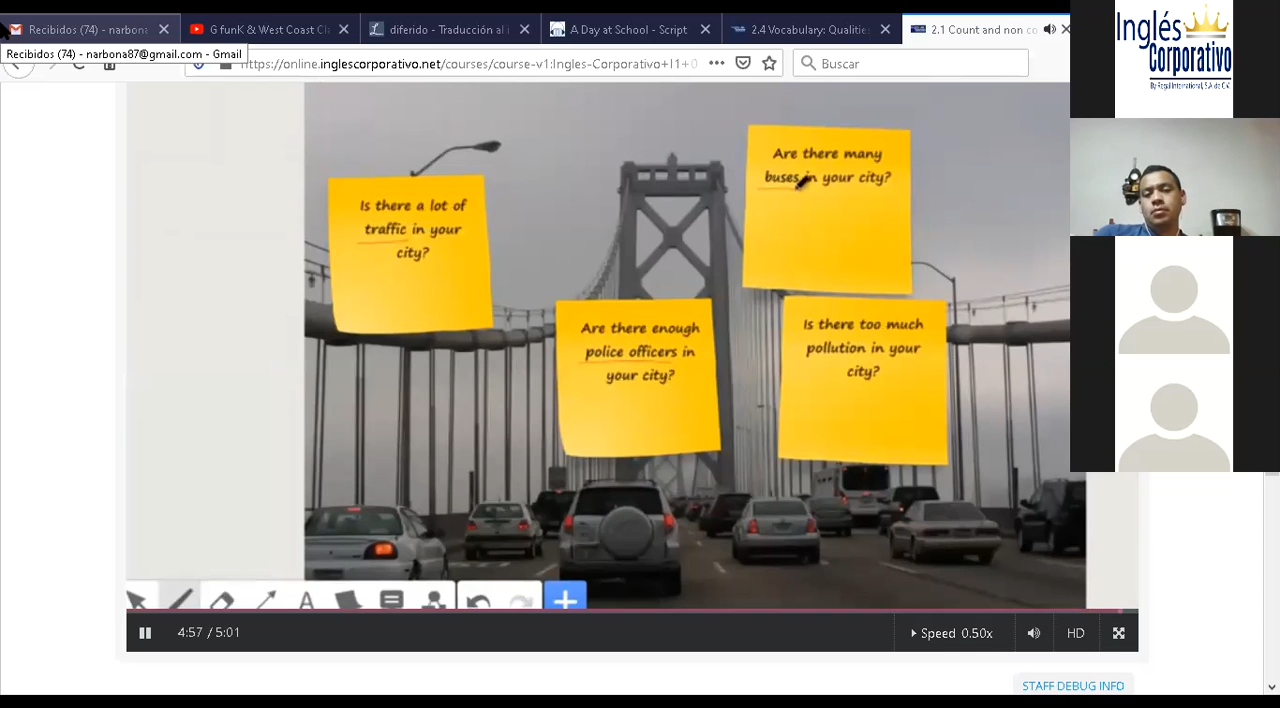 Recibidos (74) - narbona
G funK & West Coast Cl
diferido - Traducción al
A Day at School - Script
2.4 Vocabulary: Qualitie
2.1 Count and non co
Recibidos (74) - narbona87@gmail.com - Gmail
https://online.inglescorporativo.net/courses/course-v1:Ingles-Corporativo+I1+0
Buscar
Inglés
Corporativo
By Regal International, S.A. de C.V.
Are there many
buses in your city?
Is there a lot of
traffic in your
city?
Are there enough
police officers in
your city?
Is there too much
pollution in your
city?
4:57 / 5:01
Speed 0.50x
HD
STAFF DEBUG INFO